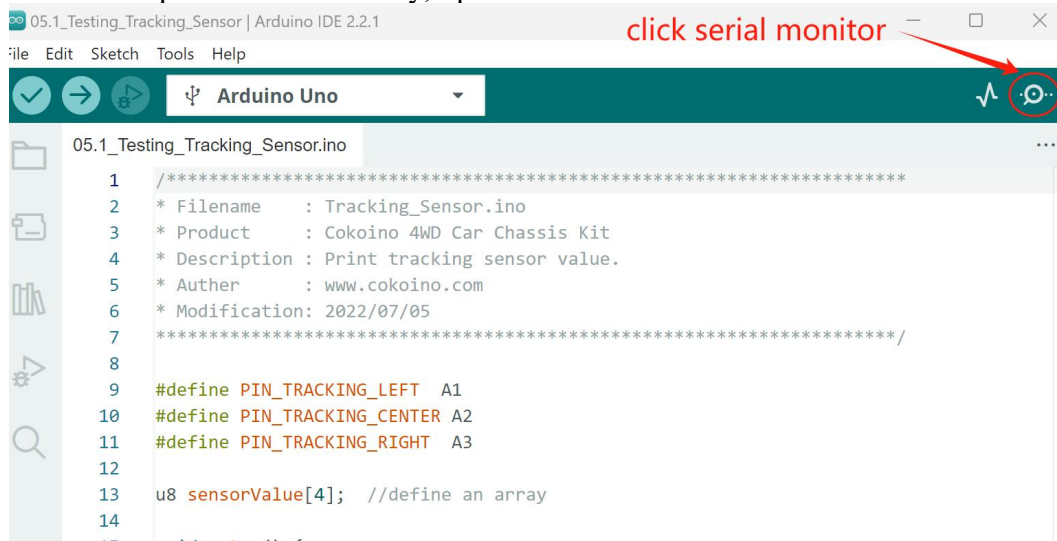 05.1_Testing_Tracking_Sensor | Arduino IDE 2.2.1
click serial monitor
File Edit Sketch Tools Help
Arduino Uno
05.1_Testing_Tracking_Sensor.ino
1 /**********************************************************************
2 * Filename    : Tracking_Sensor.ino
3 * Product     : Cokoino 4WD Car Chassis Kit
4 * Description : Print tracking sensor value.
5 * Auther      : www.cokoino.com
6 * Modification: 2022/07/05
7 **********************************************************************/
8
9 #define PIN_TRACKING_LEFT  A1
10 #define PIN_TRACKING_CENTER A2
11 #define PIN_TRACKING_RIGHT  A3
12
13 u8 sensorValue[4];  //define an array
14